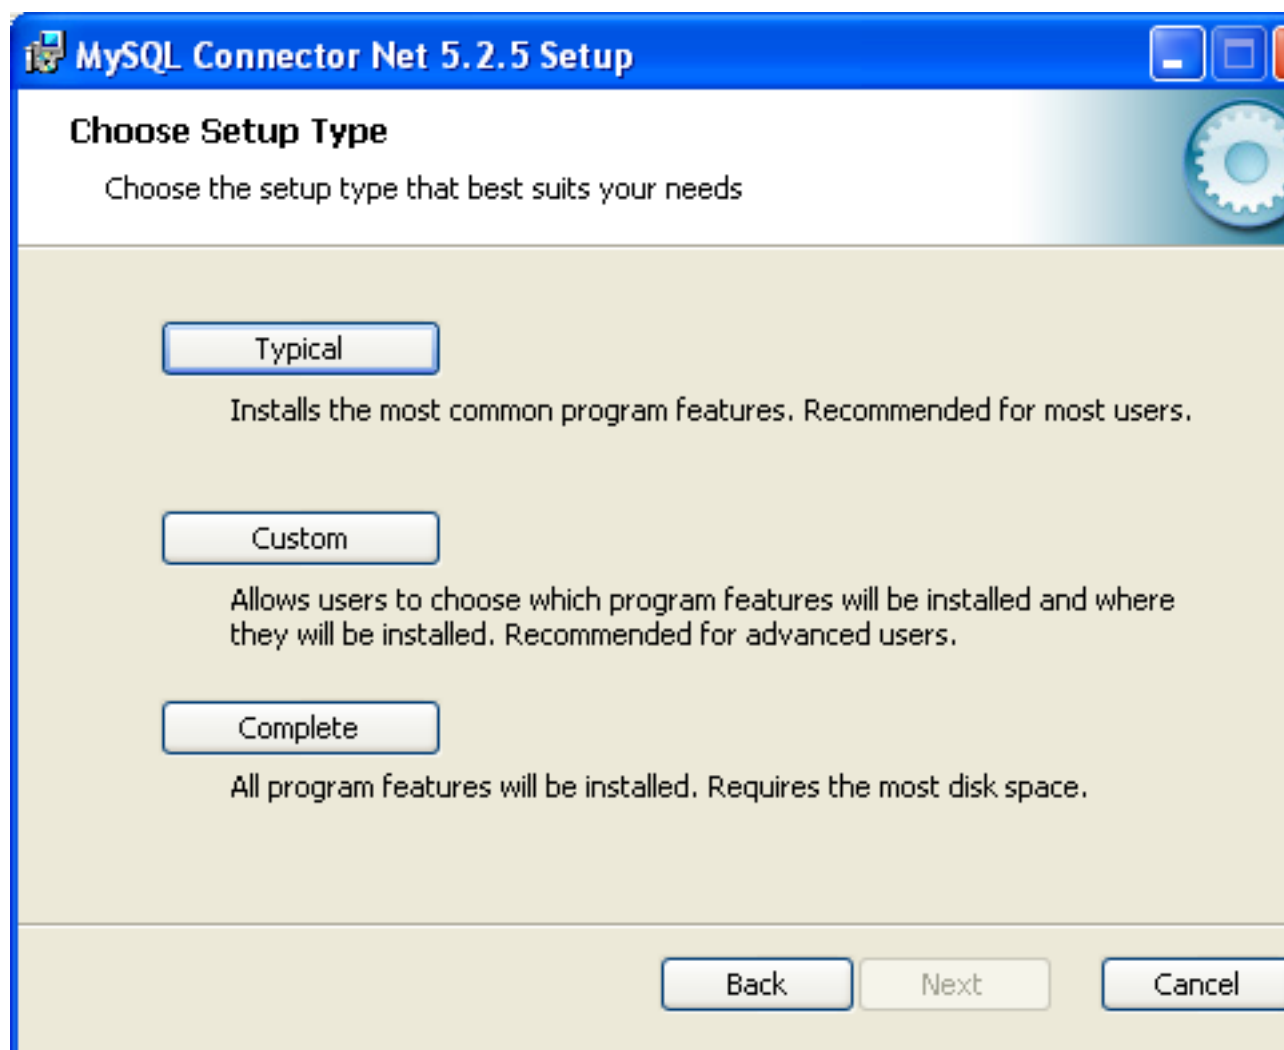 MySQL Connector Net 5.2.5 Setup
Choose Setup Type
Choose the setup type that best suits your needs
Typical
Installs the most common program features. Recommended for most users.
Custom
Allows users to choose which program features will be installed and where
they will be installed. Recommended for advanced users.
Complete
All program features will be installed. Requires the most disk space.
Back
Next
Cancel